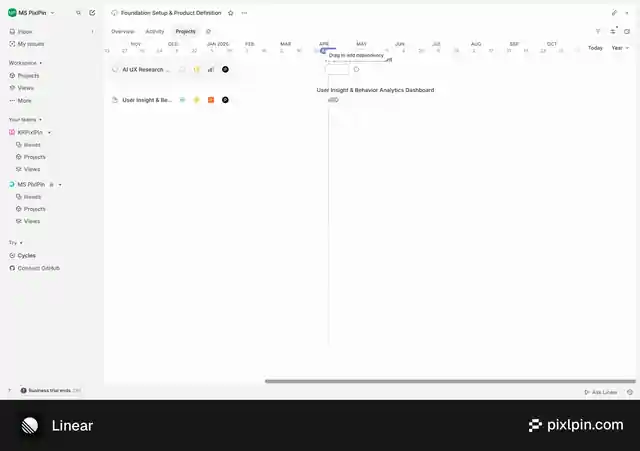 MS PixlPin
Foundation Setup & Product Definition
Inbox
My issues
Overview Activity Projects
NOV DEC JAN 2025 FEB MAR APR MAY JUN JUL AUG SEP OCT
Today Year
Drag to add dependency
AI UX Research ...
User Insight & Behavior Analytics Dashboard
User Insight & Be...
Workspace
Projects
Views
More
Your teams
KRPixlPin
Projects
Views
MS PixlPin
Projects
Views
Try
Cycles
Connect GitHub
Business trial ends
Ask Linear
Linear
pixlpin.com